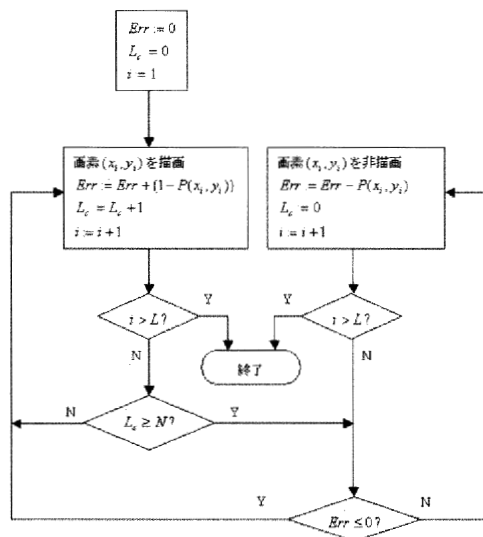 Err := 0
L_c = 0
i = 1
画素(x_i, y_i)を描画
Err := Err + {1 - P(x_i, y_i)}
L_c = L_c + 1
i := i + 1
画素(x_i, y_i)を非描画
Err := Err - P(x_i, y_i)
L_c = 0
i := i + 1
i > L?
Y
Y
i > L?
N
終了
N
N
L_c ≥ N?
Y
Y
Err ≤ 0?
N